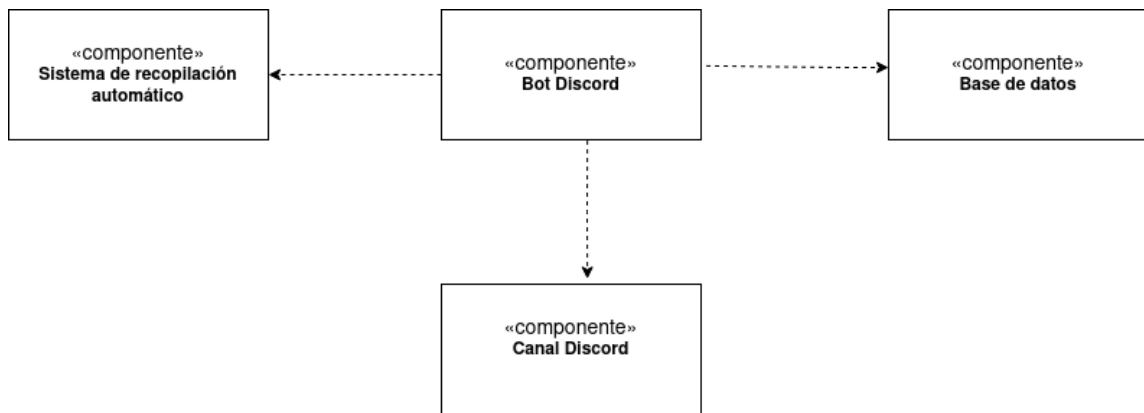 «componente»
Sistema de recopilación
automático
«componente»
Bot Discord
«componente»
Base de datos
«componente»
Canal Discord